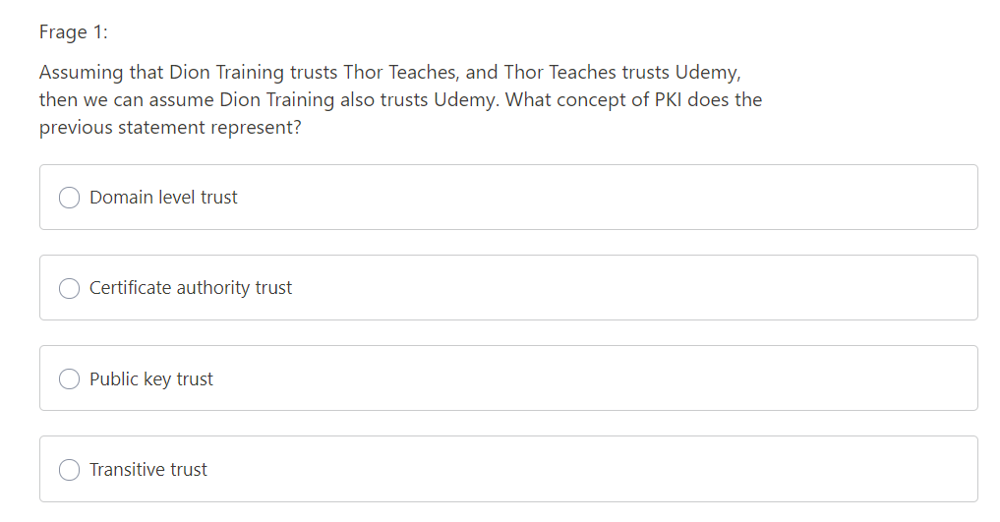 Frage 1:
Assuming that Dion Training trusts Thor Teaches, and Thor Teaches trusts Udemy,
then we can assume Dion Training also trusts Udemy. What concept of PKI does the
previous statement represent?
Domain level trust
Certificate authority trust
Public key trust
Transitive trust